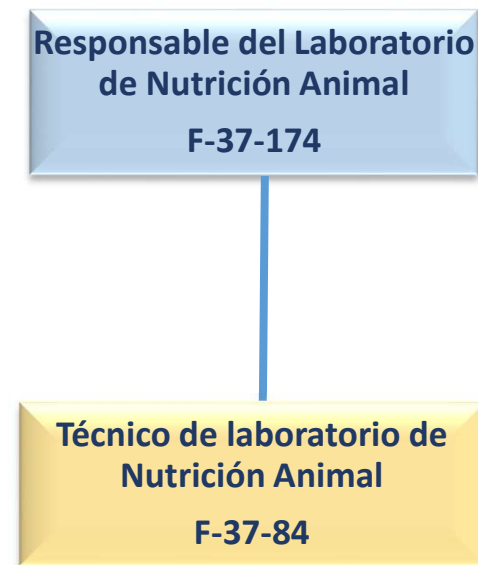 Responsable del Laboratorio
de Nutrición Animal
F-37-174
Técnico de laboratorio de
Nutrición Animal
F-37-84